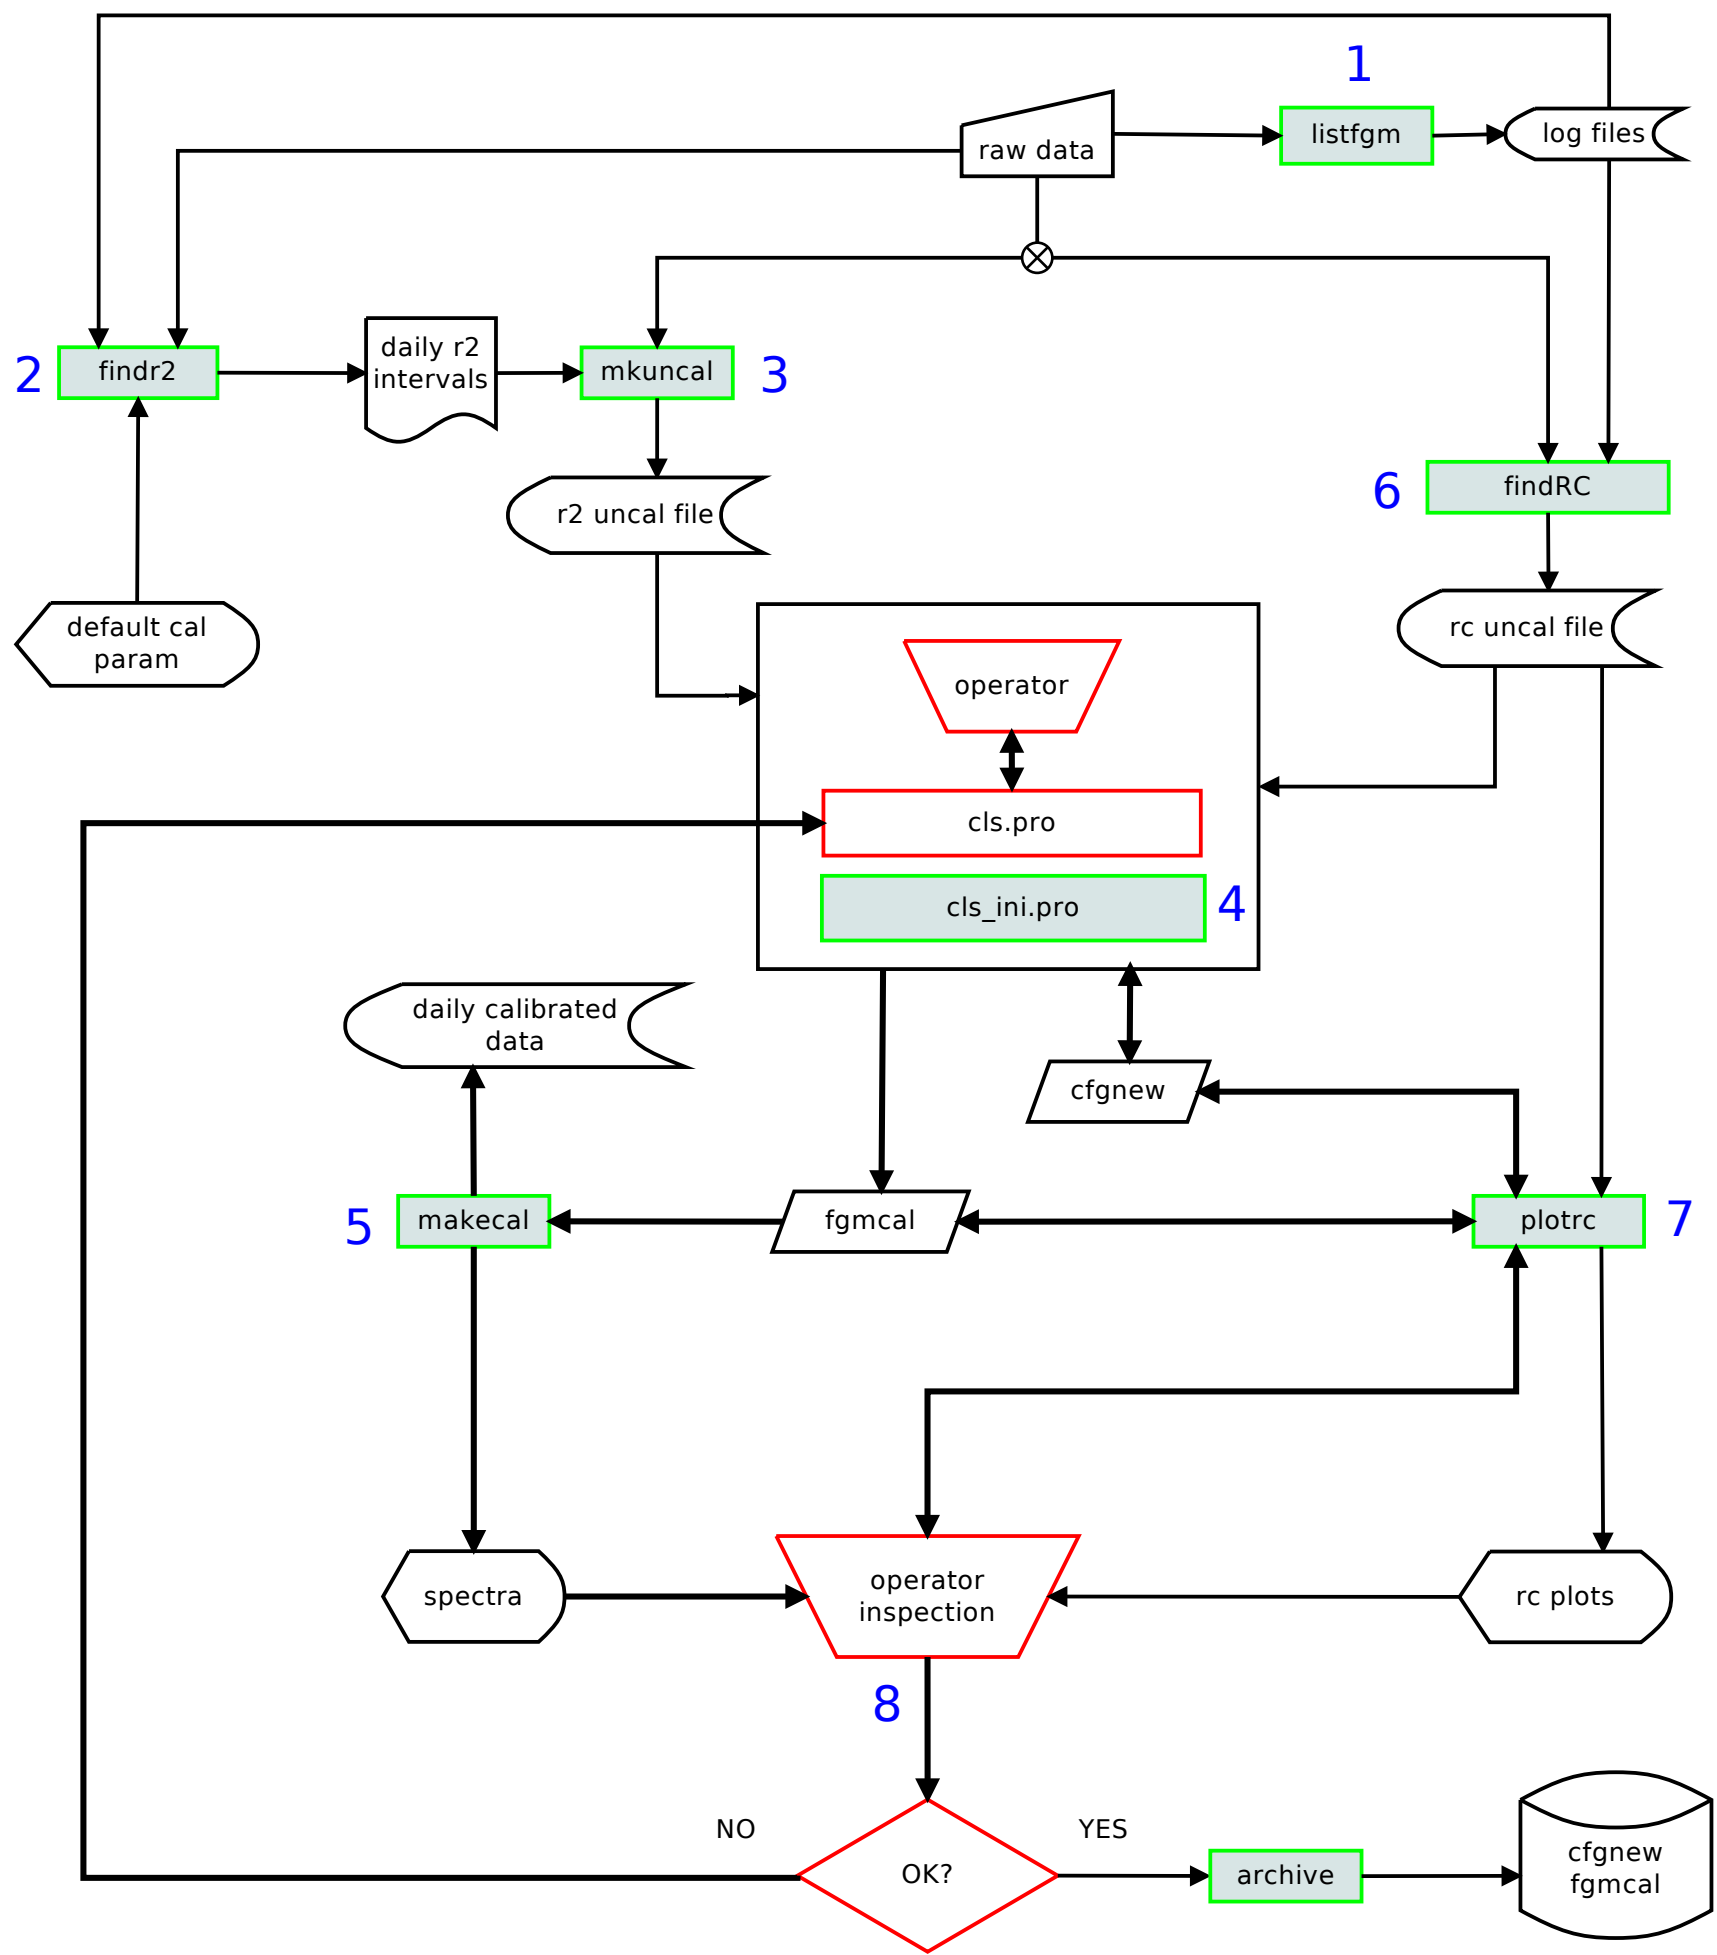 1
raw data
listfgm
log files
2
findr2
daily r2
intervals
mkuncal
3
6
findRC
r2 uncal file
default cal
param
rc uncal file
operator
cls.pro
cls_ini.pro
4
daily calibrated
data
cfgnew
5
makecal
fgmcal
plotrc
7
spectra
operator
inspection
rc plots
8
NO
YES
OK?
archive
cfgnew
fgmcal